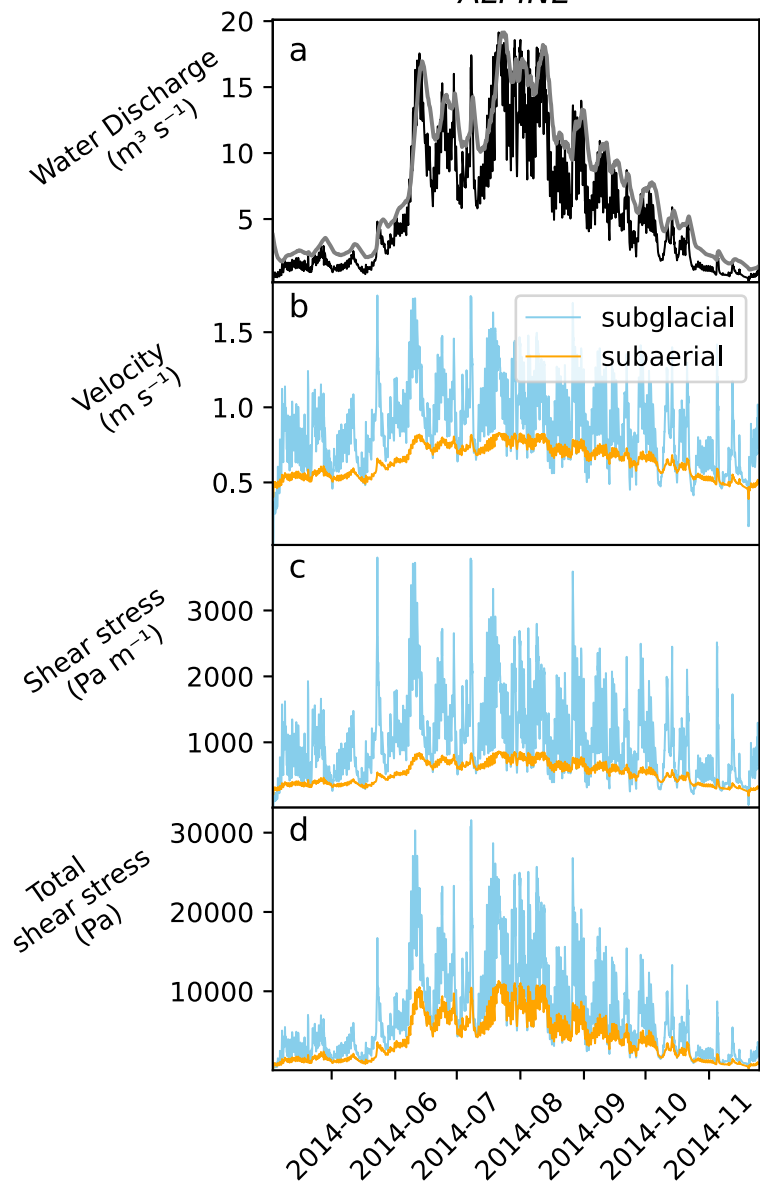 20
a
15
10
5
Water Discharge
(m³ s⁻¹)
b
subglacial
subaerial
1.5
1.0
0.5
Velocity
(m s⁻¹)
c
3000
2000
1000
Shear stress
(Pa m⁻¹)
d
30000
20000
10000
Total
shear stress
(Pa)
2014-05
2014-06
2014-07
2014-08
2014-09
2014-10
2014-11